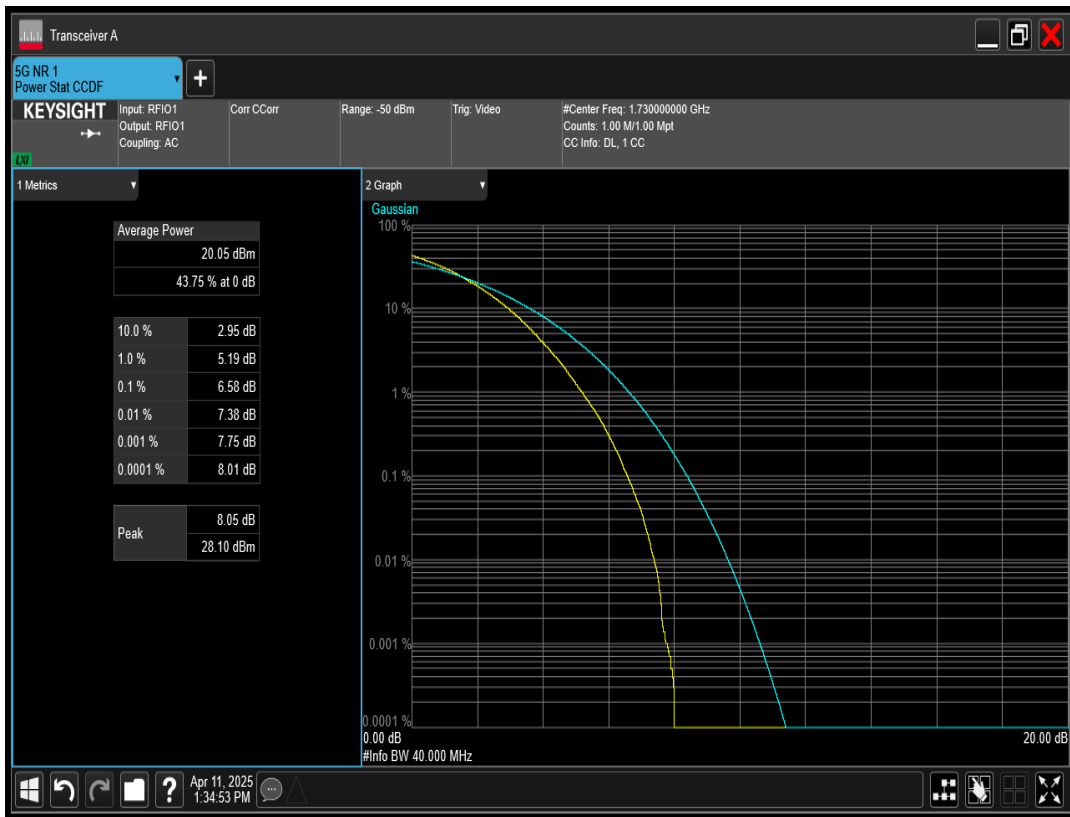 Transceiver A
5G NR 1
Power Stat CCDF
+
KEYSIGHT
LXI
Input: RFIO1
Output: RFIO1
Coupling: AC
Corr CCorr
Range: -50 dBm
Trig: Video
#Center Freq: 1.730000000 GHz
Counts: 1.00 M/1.00 Mpt
CC Info: DL, 1 CC
1 Metrics
Average Power
20.05 dBm
43.75 % at 0 dB
10.0 % 2.95 dB
1.0 % 5.19 dB
0.1 % 6.58 dB
0.01 % 7.38 dB
0.001 % 7.75 dB
0.0001 % 8.01 dB
Peak 8.05 dB
28.10 dBm
2 Graph
Gaussian
100 %
10 %
1 %
0.1 %
0.01 %
0.001 %
0.0001 %
0.00 dB 20.00 dB
#Info BW 40.000 MHz
?
Apr 11, 2025
1:34:53 PM